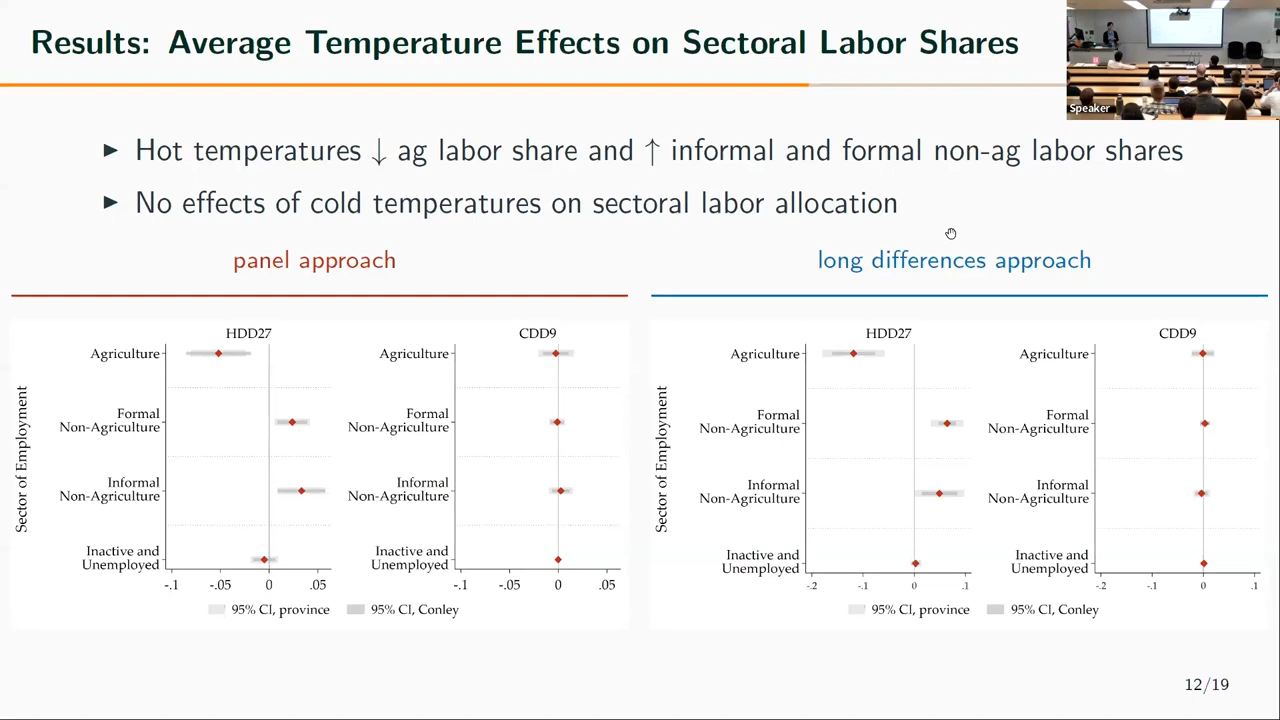 Results: Average Temperature Effects on Sectoral Labor Shares
Speaker
▶ Hot temperatures ↓ ag labor share and ↑ informal and formal non-ag labor shares
▶ No effects of cold temperatures on sectoral labor allocation
panel approach
HDD27
CDD9
Sector of Employment
Agriculture
Formal
Non-Agriculture
Informal
Non-Agriculture
Inactive and
Unemployed
-.1 -.05 0 .05
Agriculture
Formal
Non-Agriculture
Informal
Non-Agriculture
Inactive and
Unemployed
-.1 -.05 0 .05
95% CI, province 95% CI, Conley
long differences approach
HDD27
CDD9
Sector of Employment
Agriculture
Formal
Non-Agriculture
Informal
Non-Agriculture
Inactive and
Unemployed
-.2 -.1 0 .1
Agriculture
Formal
Non-Agriculture
Informal
Non-Agriculture
Inactive and
Unemployed
-.2 -.1 0 .1
95% CI, province 95% CI, Conley
12/19